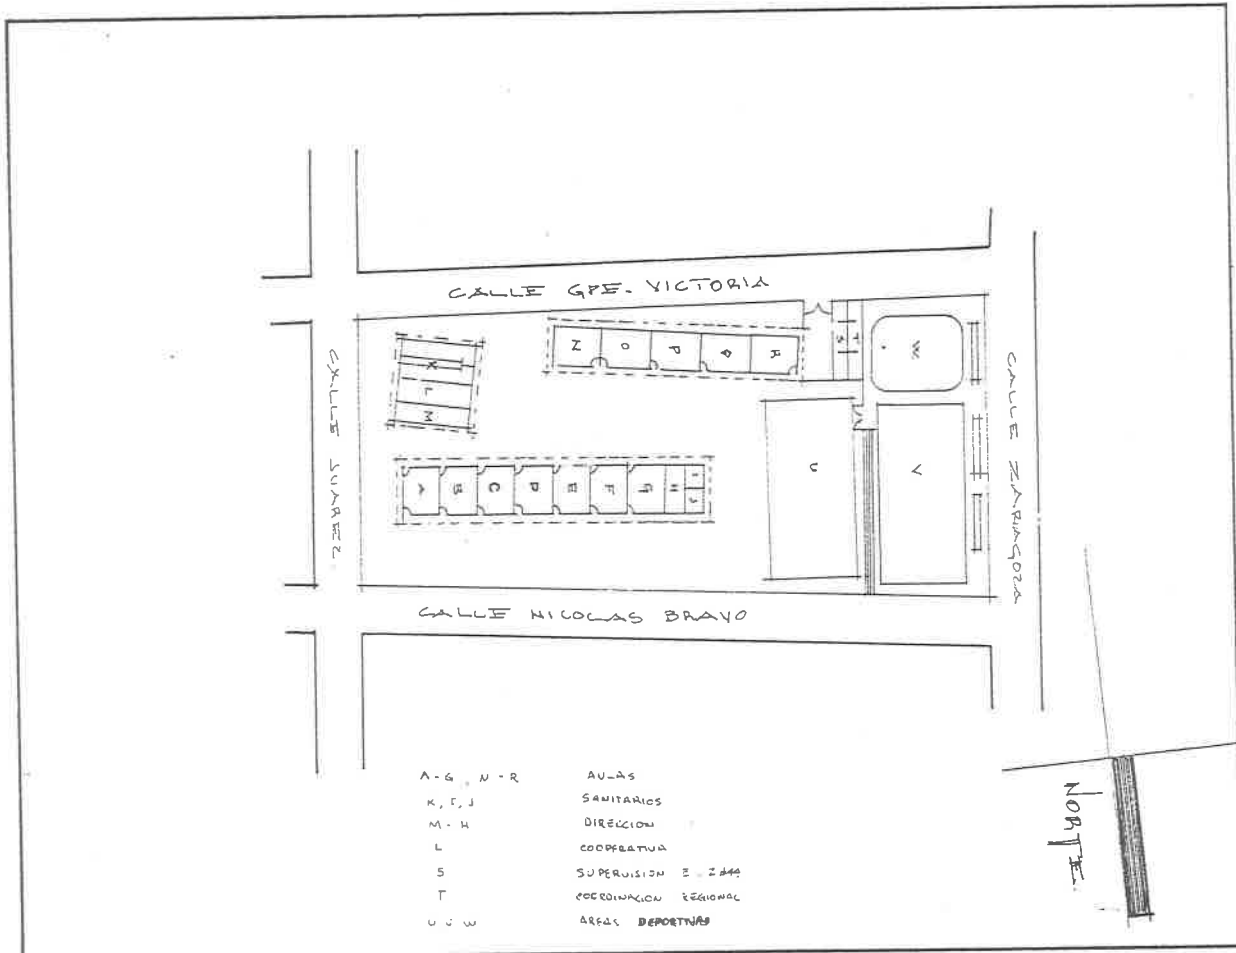 CALLE GPE. VICTORIA
CALLE JUAREZ
CALLE ZARAGOZA
N O P Q R
S T
W
K
L
M
U
V
A B C D E F G H I J
CALLE NICOLAS BRAVO
A - G , N - R AULAS
K, I, J SANITARIOS
M - H DIRECCION
L COOPERATIVA
S SUPERVISION
T COORDINACION REGIONAL
U V W AREAS DEPORTIVAS
NORTE